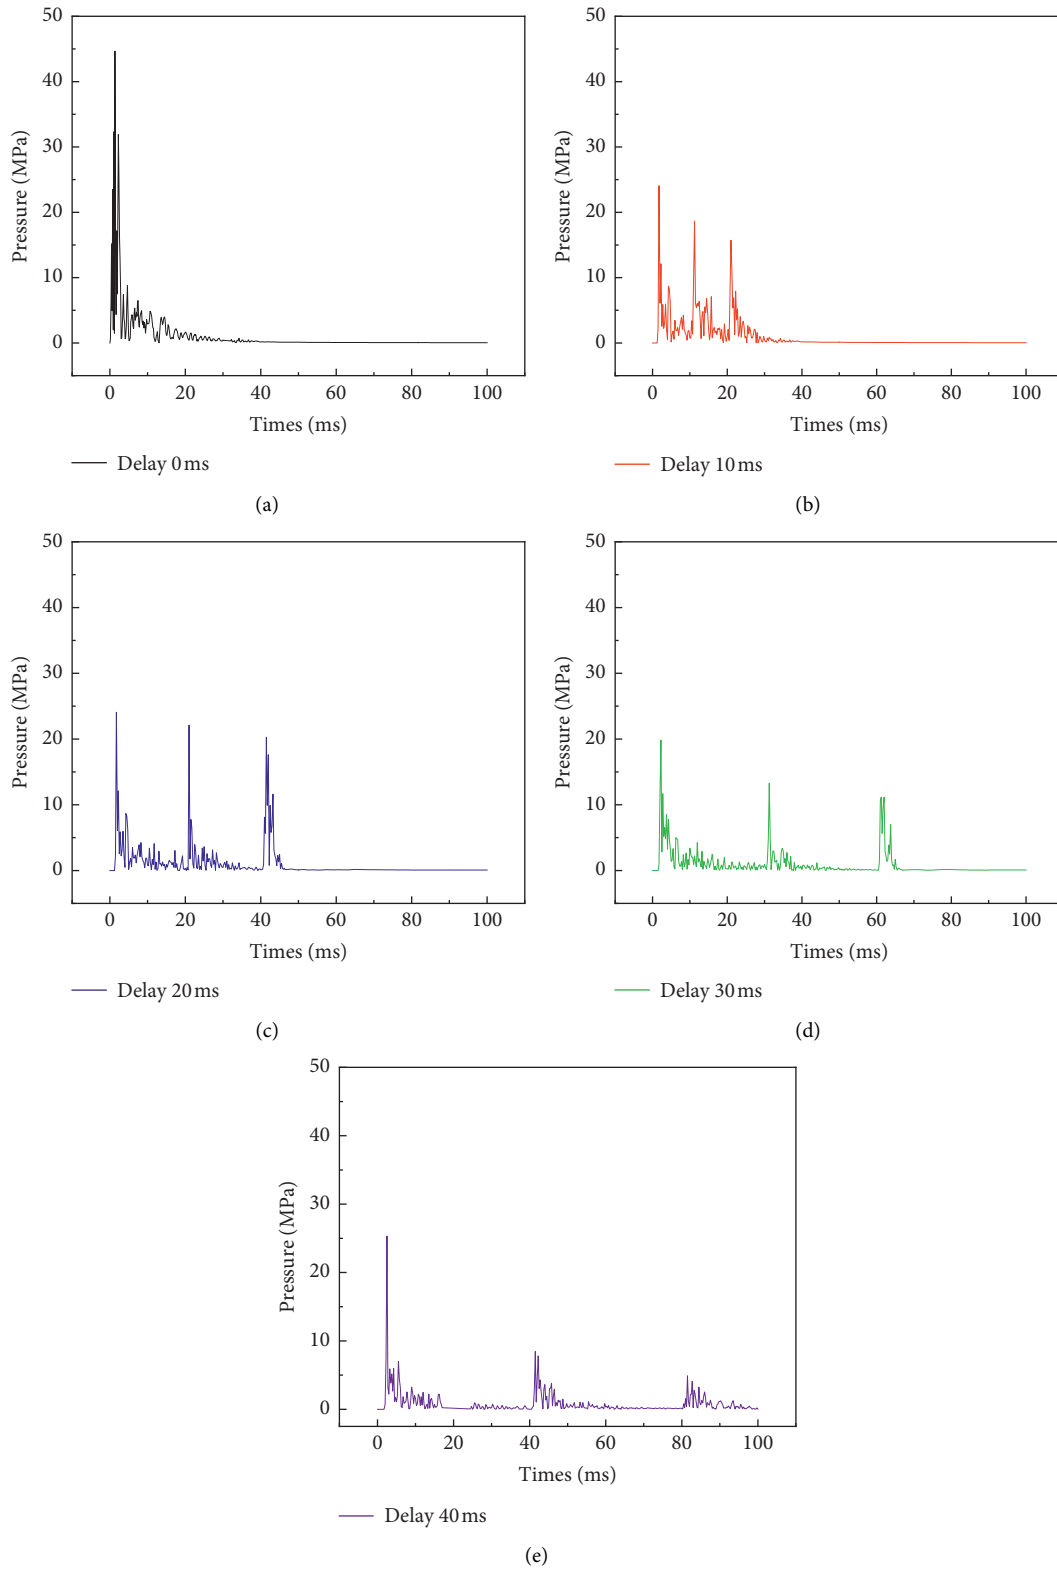 50
40
30
20
10
0
Pressure (MPa)
0 20 40 60 80 100
Times (ms)
Delay 0 ms
(a)
50
40
30
20
10
0
Pressure (MPa)
0 20 40 60 80 100
Times (ms)
Delay 10 ms
(b)
50
40
30
20
10
0
Pressure (MPa)
0 20 40 60 80 100
Times (ms)
Delay 20 ms
(c)
50
40
30
20
10
0
Pressure (MPa)
0 20 40 60 80 100
Times (ms)
Delay 30 ms
(d)
50
40
30
20
10
0
Pressure (MPa)
0 20 40 60 80 100
Times (ms)
Delay 40 ms
(e)